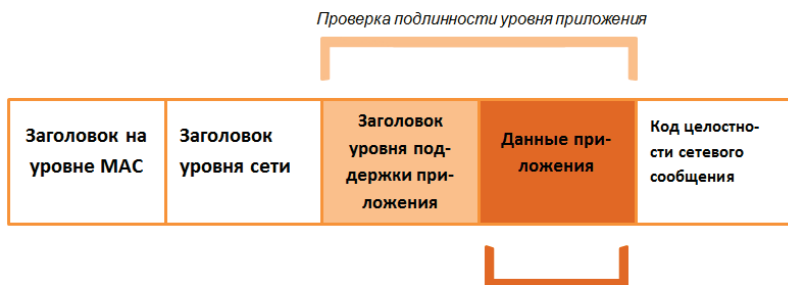 Проверка подлинности уровня приложения
Заголовок на
уровне MAC
Заголовок
уровня сети
Заголовок
уровня под-
держки при-
ложения
Данные при-
ложения
Код целостно-
сти сетевого
сообщения